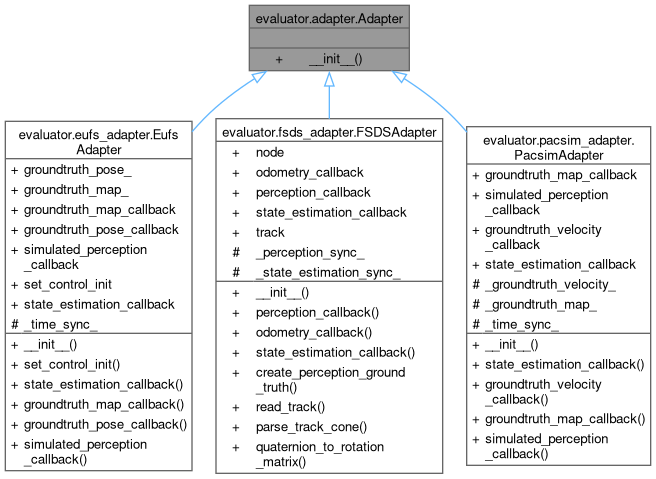 evaluator.adapter.Adapter
+ __init__()
evaluator.eufs_adapter.Eufs
Adapter
+ groundtruth_pose_
+ groundtruth_map_
+ groundtruth_map_callback
+ groundtruth_pose_callback
+ simulated_perception
_callback
+ set_control_init
+ state_estimation_callback
# _time_sync_
+ __init__()
+ set_control_init()
+ state_estimation_callback()
+ groundtruth_map_callback()
+ groundtruth_pose_callback()
+ simulated_perception
_callback()
evaluator.fsds_adapter.FSDSAdapter
+ node
+ odometry_callback
+ perception_callback
+ state_estimation_callback
+ track
# _perception_sync_
# _state_estimation_sync_
+ __init__()
+ perception_callback()
+ odometry_callback()
+ state_estimation_callback()
+ create_perception_ground
_truth()
+ read_track()
+ parse_track_cone()
+ quaternion_to_rotation
_matrix()
evaluator.pacsim_adapter.
PacsimAdapter
+ groundtruth_map_callback
+ simulated_perception
_callback
+ groundtruth_velocity
_callback
+ state_estimation_callback
# _groundtruth_velocity_
# _groundtruth_map_
# _time_sync_
+ __init__()
+ state_estimation_callback()
+ groundtruth_velocity
_callback()
+ groundtruth_map_callback()
+ simulated_perception
_callback()